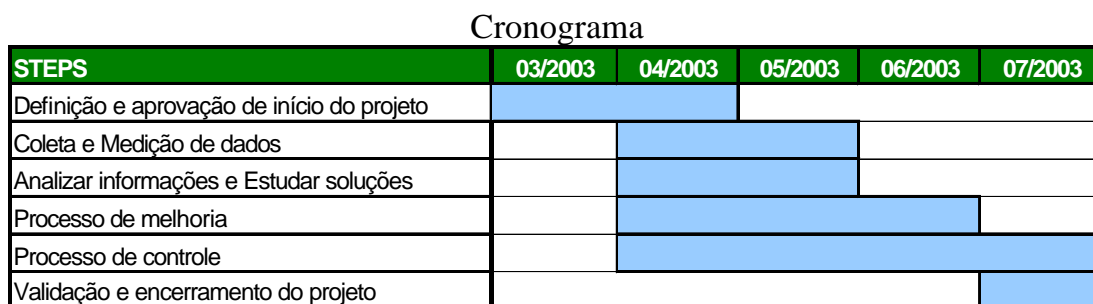 Cronograma
STEPS 03/2003 04/2003 05/2003 06/2003 07/2003
Definição e aprovação de início do projeto
Coleta e Medição de dados
Analizar informações e Estudar soluções
Processo de melhoria
Processo de controle
Validação e encerramento do projeto